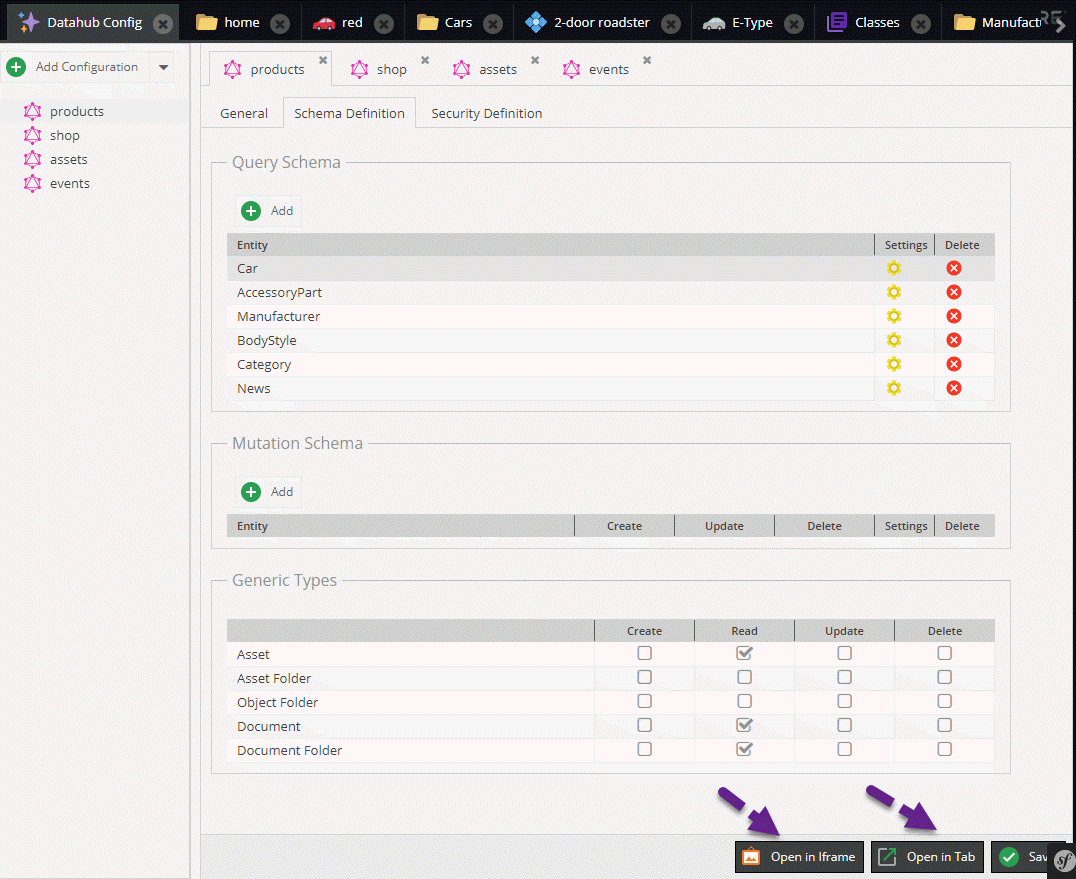 Datahub Config home red Cars 2-door roadster E-Type Classes
Add Configuration
products
shop
assets
events
products shop assets events
General Schema Definition Security Definition
Query Schema
Add
Entity Settings Delete
Car
AccessoryPart
Manufacturer
BodyStyle
Category
News
Mutation Schema
Add
Entity Create Update Delete Settings Delete
Generic Types
Create Read Update Delete
Asset
Asset Folder
Object Folder
Document
Document Folder
Open in Iframe Open in Tab